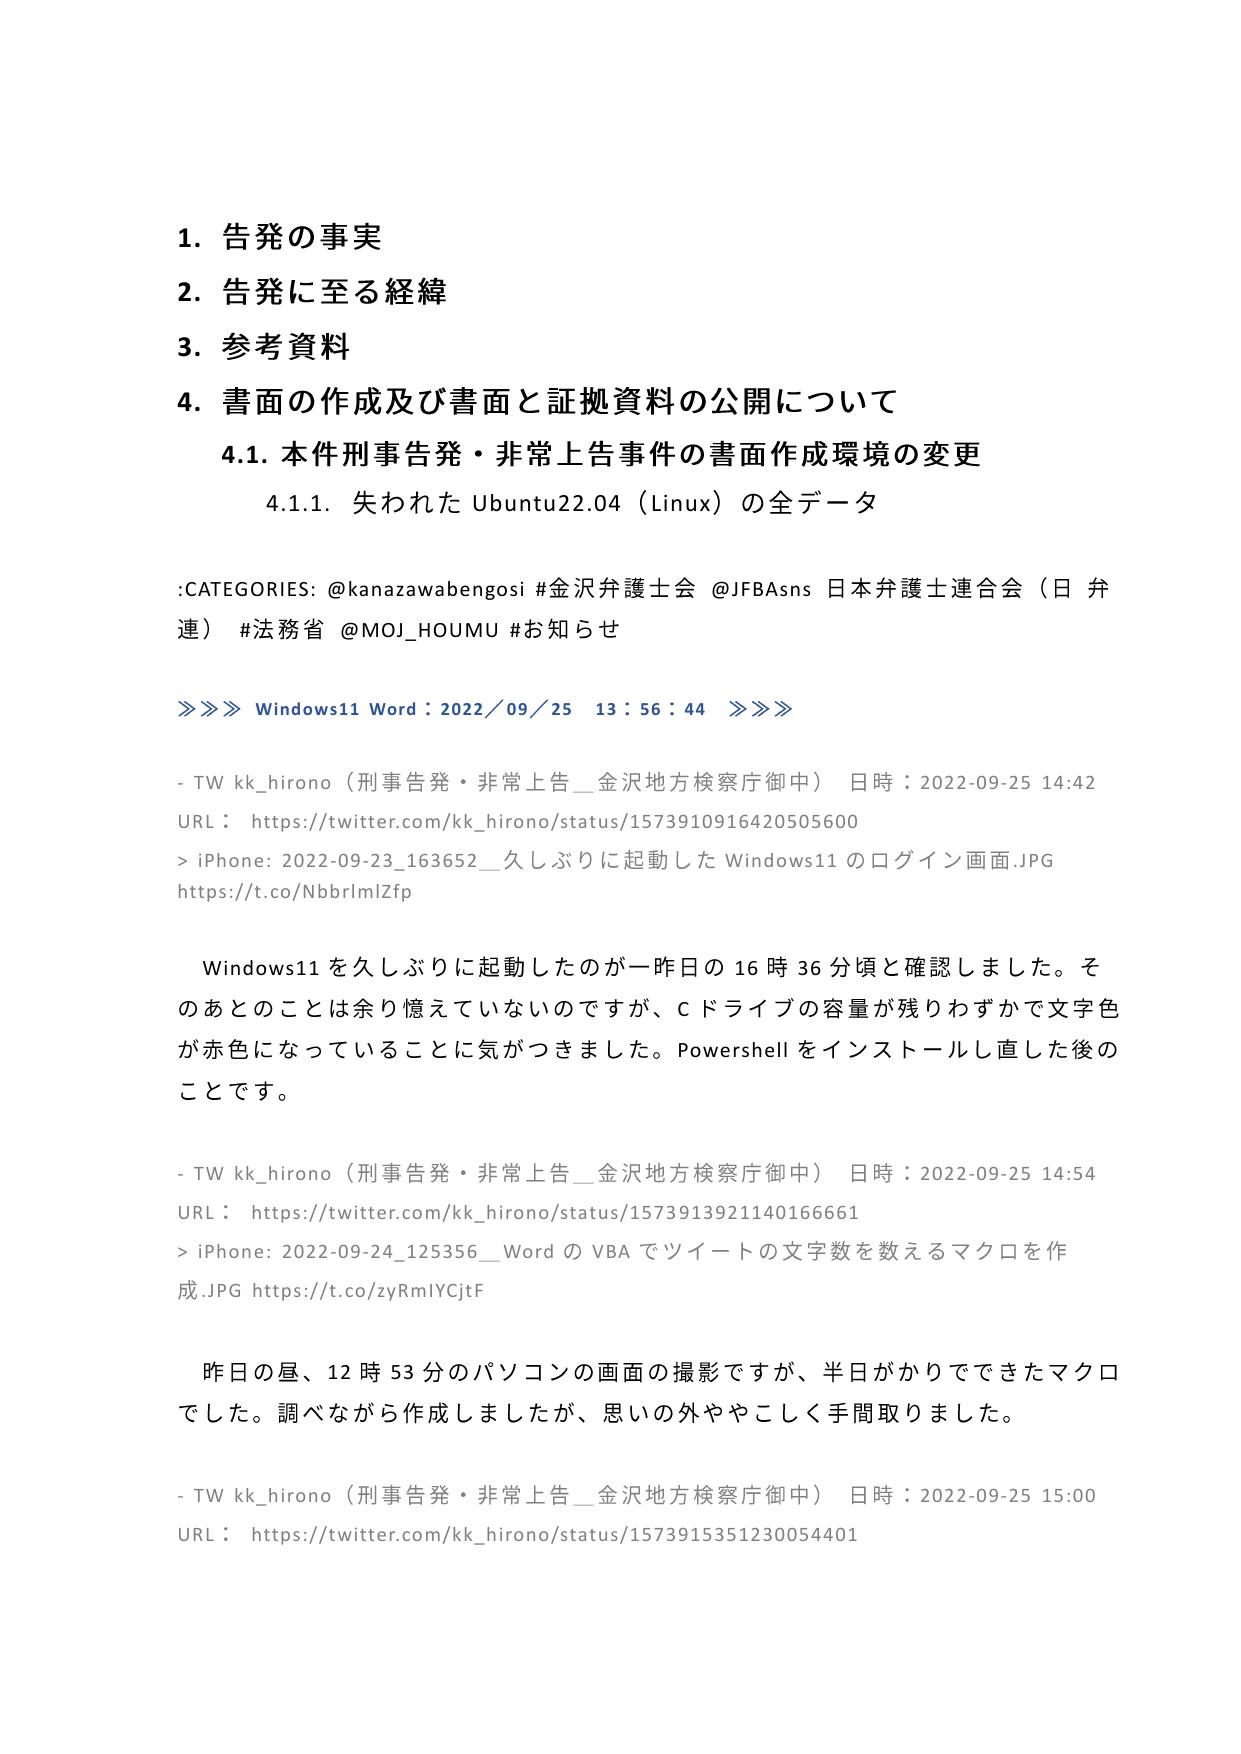 1. 告発の事実
2. 告発に至る経緯
3. 参考資料
4. 書面の作成及び書面と証拠資料の公開について
4.1. 本件刑事告発・非常上告事件の書面作成環境の変更
4.1.1. 失われた Ubuntu22.04（Linux）の全データ
:CATEGORIES: @kanazawabengosi #金沢弁護士会 @JFBAsns 日本弁護士連合会（日 弁
連） #法務省 @MOJ_HOUMU #お知らせ
≫≫≫ Windows11 Word：2022／09／25 13：56：44 ≫≫≫
- TW kk_hirono（刑事告発・非常上告＿金沢地方検察庁御中） 日時：2022-09-25 14:42
URL： https://twitter.com/kk_hirono/status/1573910916420505600
> iPhone: 2022-09-23_163652＿久しぶりに起動した Windows11 のログイン画面.JPG
https://t.co/NbbrImIZfp
Windows11 を久しぶりに起動したのが一昨日の 16 時 36 分頃と確認しました。そ
のあとのことは余り憶えていないのですが、C ドライブの容量が残りわずかで文字色
が赤色になっていることに気がつきました。Powershell をインストールし直した後の
ことです。
- TW kk_hirono（刑事告発・非常上告＿金沢地方検察庁御中） 日時：2022-09-25 14:54
URL： https://twitter.com/kk_hirono/status/1573913921140166661
> iPhone: 2022-09-24_125356＿Word の VBA でツイートの文字数を数えるマクロを作
成.JPG https://t.co/zyRmIYCjtF
昨日の昼、12 時 53 分のパソコンの画面の撮影ですが、半日がかりでできたマクロ
でした。調べながら作成しましたが、思いの外ややこしく手間取りました。
- TW kk_hirono（刑事告発・非常上告＿金沢地方検察庁御中） 日時：2022-09-25 15:00
URL： https://twitter.com/kk_hirono/status/1573915351230054401